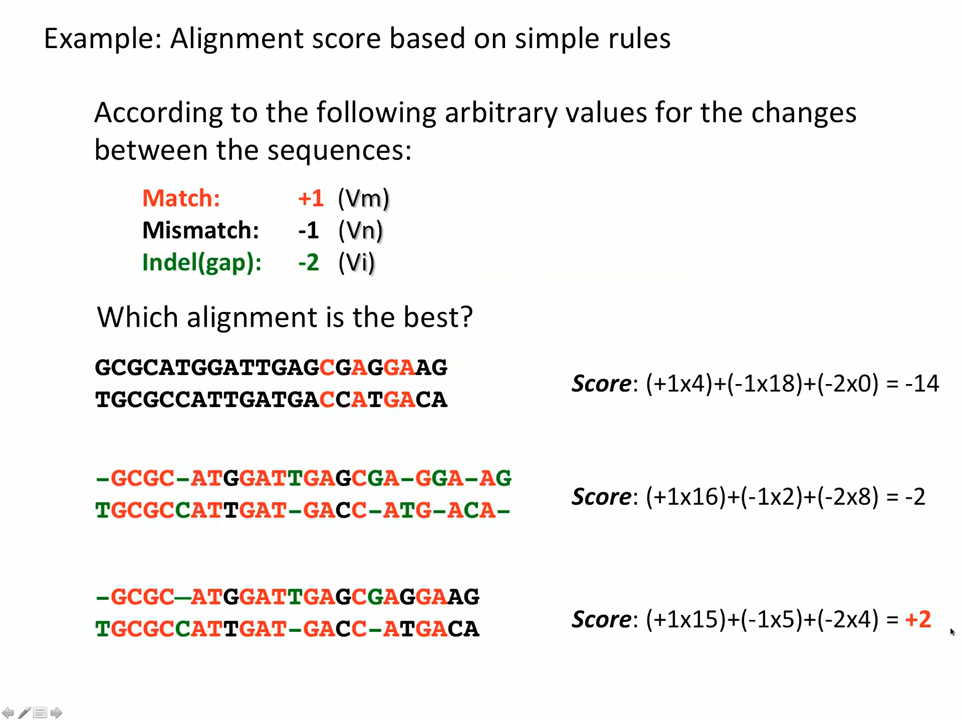 Example: Alignment score based on simple rules
According to the following arbitrary values for the changes
between the sequences:
Match: +1 (Vm)
Mismatch: -1 (Vn)
Indel(gap): -2 (Vi)
Which alignment is the best?
GCGCATGGATTGAGCGAGGAAG
TGCGCCATTGATGACCATGACA
Score: (+1x4)+(-1x18)+(-2x0) = -14
-GCGC-ATGGATTGAGCGA-GGA-AG
TGCGCCATTGAT-GACC-ATG-ACA-
Score: (+1x16)+(-1x2)+(-2x8) = -2
-GCGC—ATGGATTGAGCGAGGAAG
TGCGCCATTGAT-GACC-ATGACA
Score: (+1x15)+(-1x5)+(-2x4) = +2